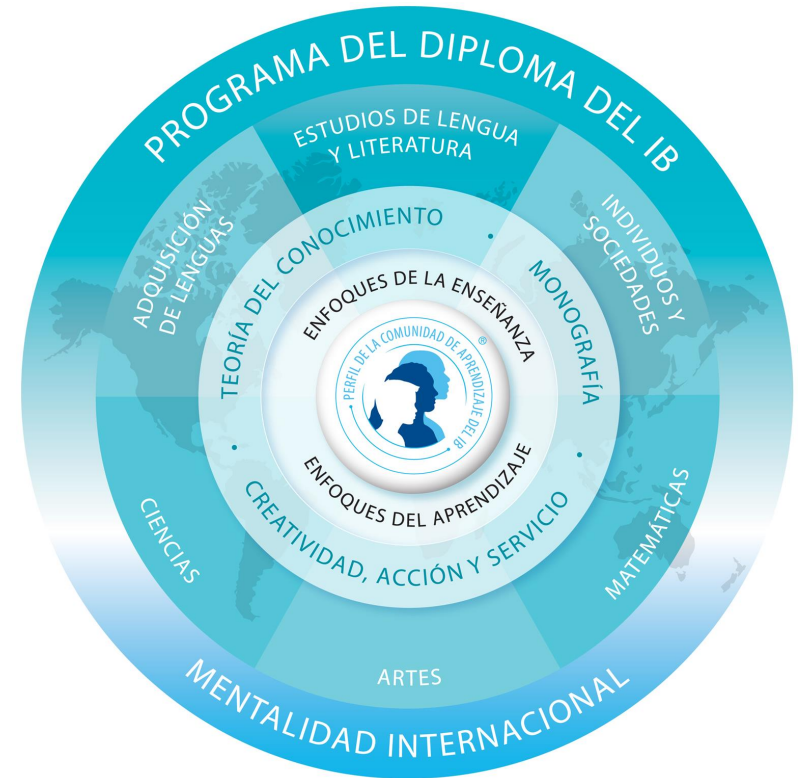 PROGRAMA DEL DIPLOMA DEL IB
ESTUDIOS DE LENGUA
Y LITERATURA
ADQUISICIÓN
DE LENGUAS
INDIVIDUOS Y
SOCIEDADES
TEORÍA DEL CONOCIMIENTO ·
MONOGRAFÍA ·
ENFOQUES DE LA ENSEÑANZA
· PERFIL DE LA COMUNIDAD DE APRENDIZAJE DEL IB ·
®
ENFOQUES DEL APRENDIZAJE
CREATIVIDAD, ACCIÓN Y SERVICIO ·
CIENCIAS
MATEMÁTICAS
ARTES
MENTALIDAD INTERNACIONAL